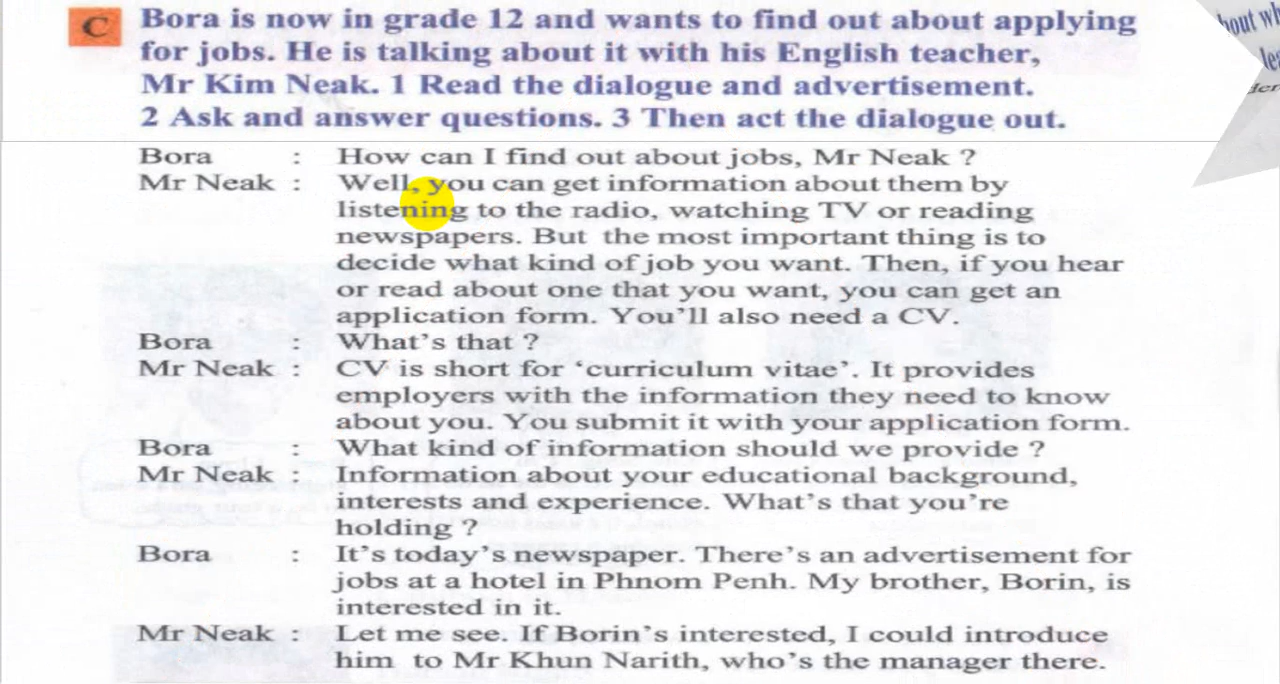 C Bora is now in grade 12 and wants to find out about applying
for jobs. He is talking about it with his English teacher,
Mr Kim Neak. 1 Read the dialogue and advertisement.
2 Ask and answer questions. 3 Then act the dialogue out.
Bora : How can I find out about jobs, Mr Neak ?
Mr Neak : Well, you can get information about them by
listening to the radio, watching TV or reading
newspapers. But the most important thing is to
decide what kind of job you want. Then, if you hear
or read about one that you want, you can get an
application form. You'll also need a CV.
Bora : What's that ?
Mr Neak : CV is short for 'curriculum vitae'. It provides
employers with the information they need to know
about you. You submit it with your application form.
Bora : What kind of information should we provide ?
Mr Neak : Information about your educational background,
interests and experience. What's that you're
holding ?
Bora : It's today's newspaper. There's an advertisement for
jobs at a hotel in Phnom Penh. My brother, Borin, is
interested in it.
Mr Neak : Let me see. If Borin's interested, I could introduce
him to Mr Khun Narith, who's the manager there.